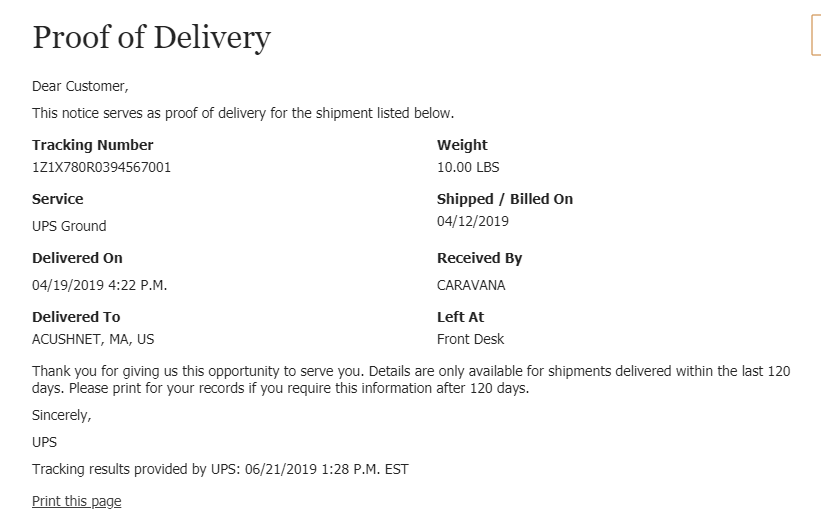 Proof of Delivery
Dear Customer,
This notice serves as proof of delivery for the shipment listed below.
Tracking Number
1Z1X780R0394567001
Weight
10.00 LBS
Service
UPS Ground
Shipped / Billed On
04/12/2019
Delivered On
04/19/2019 4:22 P.M.
Received By
CARAVANA
Delivered To
ACUSHNET, MA, US
Left At
Front Desk
Thank you for giving us this opportunity to serve you. Details are only available for shipments delivered within the last 120
days. Please print for your records if you require this information after 120 days.
Sincerely,
UPS
Tracking results provided by UPS: 06/21/2019 1:28 P.M. EST
Print this page